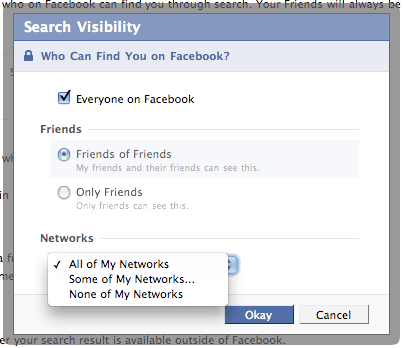 who on Facebook can find you through search. Your Friends will always be
Search Visibility
Who Can Find You on Facebook?
Everyone on Facebook
Friends
Friends of Friends
My friends and their friends can see this.
Only Friends
Only friends can see this.
Networks
✓ All of My Networks
Some of My Networks...
None of My Networks
Okay
Cancel
er your search result is available outside of Facebook.